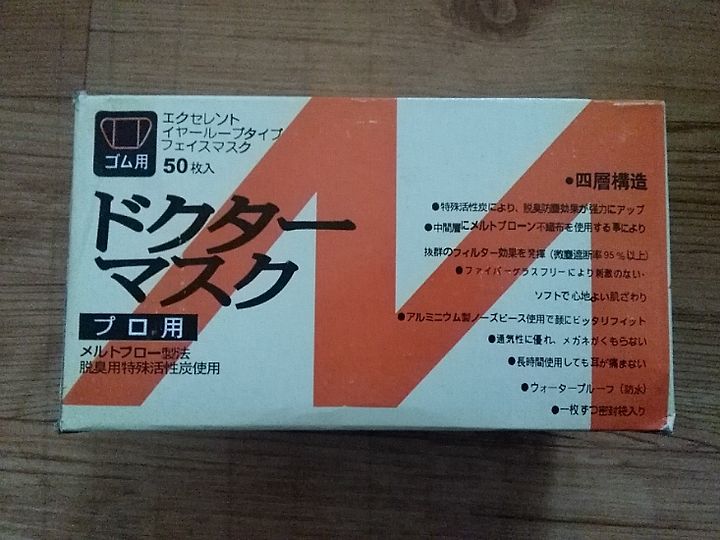 ゴム用
エクセレント
イヤーループタイプ
フェイスマスク
50枚入
ドクター
マスク
プロ用
メルトブロー製法
脱臭用特殊活性炭使用
●四層構造
●特殊活性炭により、脱臭防塵効果が強力にアップ
●中間層にメルトブローン不織布を使用する事により
抜群のフィルター効果を発揮（微塵遮断率95％以上）
●ファイバーグラスフリーにより刺激のない・
ソフトで心地よい肌ざわり
●アルミニウム製ノーズピース使用で顔にピッタリフィット
●通気性に優れ、メガネがくもらない
●長時間使用しても耳が痛まない
●ウォータープルーフ（防水）
●一枚ずつ密封袋入り